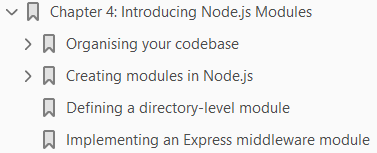 Chapter 4: Introducing Node.js Modules
Organising your codebase
Creating modules in Node.js
Defining a directory-level module
Implementing an Express middleware module